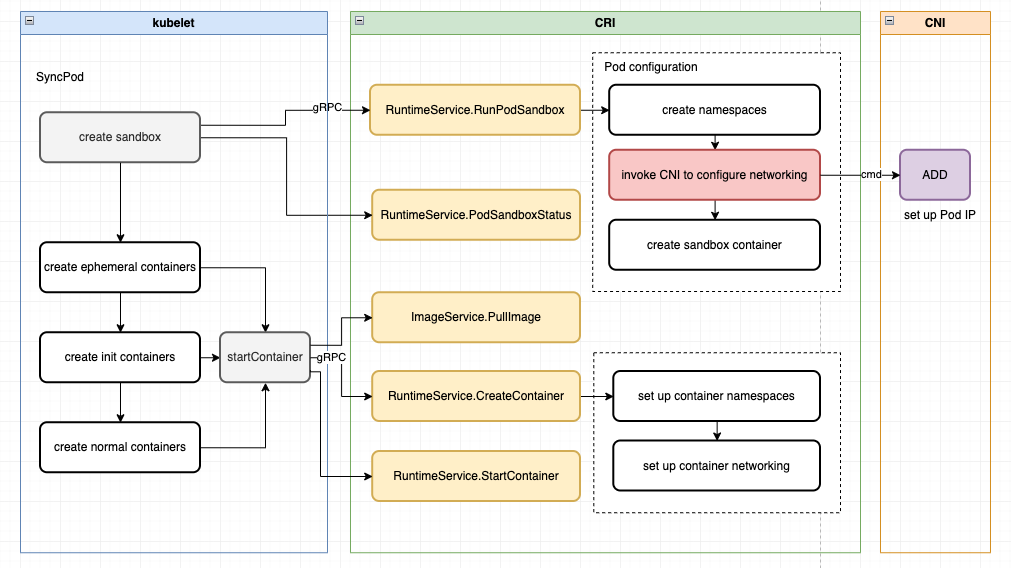 kubelet
CRI
CNI
SyncPod
Pod configuration
create sandbox
gRPC
RuntimeService.RunPodSandbox
create namespaces
invoke CNI to configure networking
cmd
ADD
set up Pod IP
RuntimeService.PodSandboxStatus
create sandbox container
create ephemeral containers
ImageService.PullImage
create init containers
startContainer
gRPC
RuntimeService.CreateContainer
set up container namespaces
create normal containers
set up container networking
RuntimeService.StartContainer